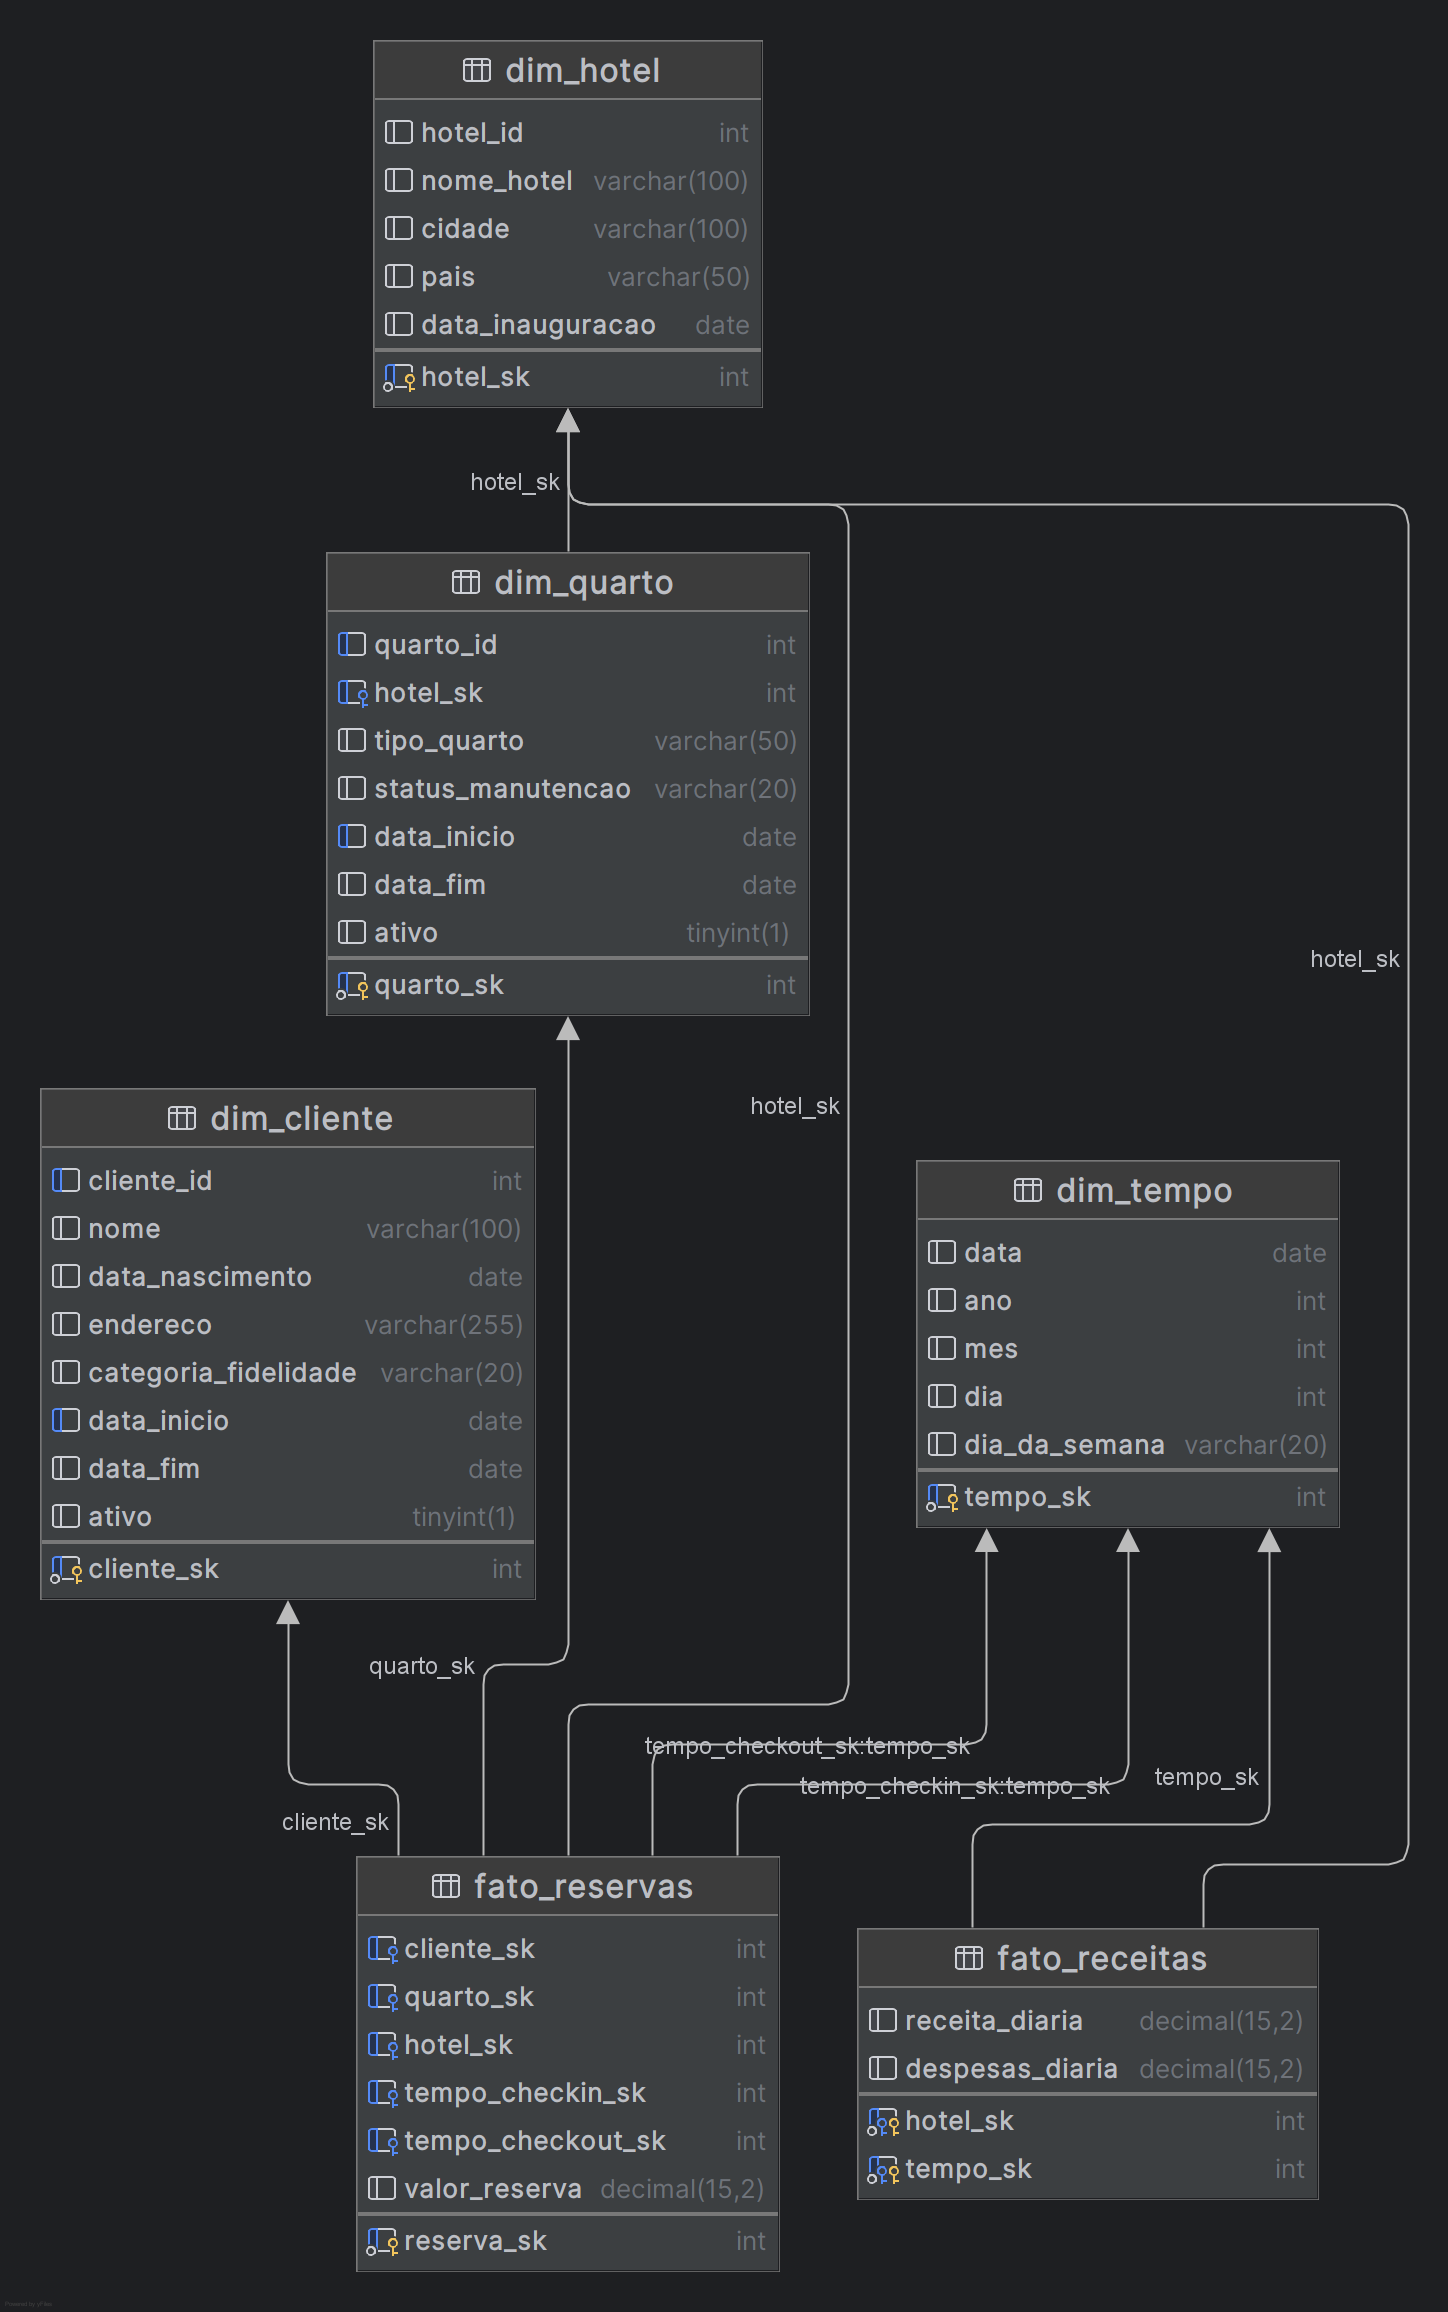 dim_hotel
hotel_id int
nome_hotel varchar(100)
cidade varchar(100)
pais varchar(50)
data_inauguracao date
hotel_sk int
hotel_sk
dim_quarto
quarto_id int
hotel_sk int
tipo_quarto varchar(50)
status_manutencao varchar(20)
data_inicio date
data_fim date
ativo tinyint(1)
quarto_sk int
hotel_sk
hotel_sk
dim_cliente
cliente_id int
nome varchar(100)
data_nascimento date
endereco varchar(255)
categoria_fidelidade varchar(20)
data_inicio date
data_fim date
ativo tinyint(1)
cliente_sk int
dim_tempo
data date
ano int
mes int
dia int
dia_da_semana varchar(20)
tempo_sk int
quarto_sk
tempo_checkout_sk:tempo_sk
tempo_checkin_sk:tempo_sk
tempo_sk
cliente_sk
fato_reservas
cliente_sk int
quarto_sk int
hotel_sk int
tempo_checkin_sk int
tempo_checkout_sk int
valor_reserva decimal(15,2)
reserva_sk int
fato_receitas
receita_diaria decimal(15,2)
despesas_diaria decimal(15,2)
hotel_sk int
tempo_sk int
Powered by yFiles